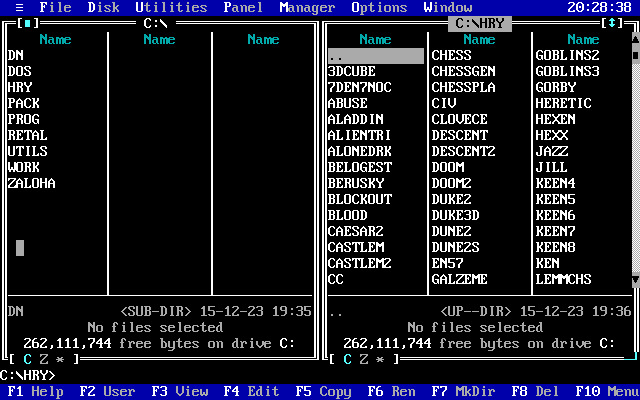 ≡ File Disk Utilities Panel Manager Options Window 20:28:38
[■] C:\ C:\HRY [↕]
Name Name Name Name Name Name
DN .. CHESS GOBLINS2
DOS 3DCUBE CHESSGEN GOBLINS3
HRY 7DEN7NOC CHESSPLA GORBY
PACK ABUSE CIV HERETIC
PROG ALADDIN CLOVECE HEXEN
RETAL ALIENTRI DESCENT HEXX
UTILS ALONEDRK DESCENT2 JAZZ
WORK BELOGEST DOOM JILL
ZALOHA BERUSKY DOOM2 KEEN4
BLOCKOUT DUKE2 KEEN5
BLOOD DUKE3D KEEN6
CAESAR2 DUNE2 KEEN7
CASTLEM DUNE2S KEEN8
CASTLEM2 EN57 KEN
CC GALZEME LEMMCHS
DN <SUB-DIR> 15-12-23 19:35 .. <UP--DIR> 15-12-23 19:36
No files selected No files selected
262,111,744 free bytes on drive C: 262,111,744 free bytes on drive C:
[ C Z * ] [ C Z * ]
C:\HRY>
F1 Help F2 User F3 View F4 Edit F5 Copy F6 Ren F7 MkDir F8 Del F10 Menu